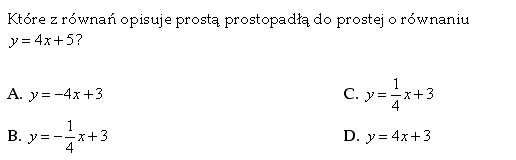 Które z równań opisuje prostą prostopadłą do prostej o równaniu
y = 4x + 5?
A. y = −4x + 3
C. y = 1/4 x + 3
B. y = −1/4 x + 3
D. y = 4x + 3